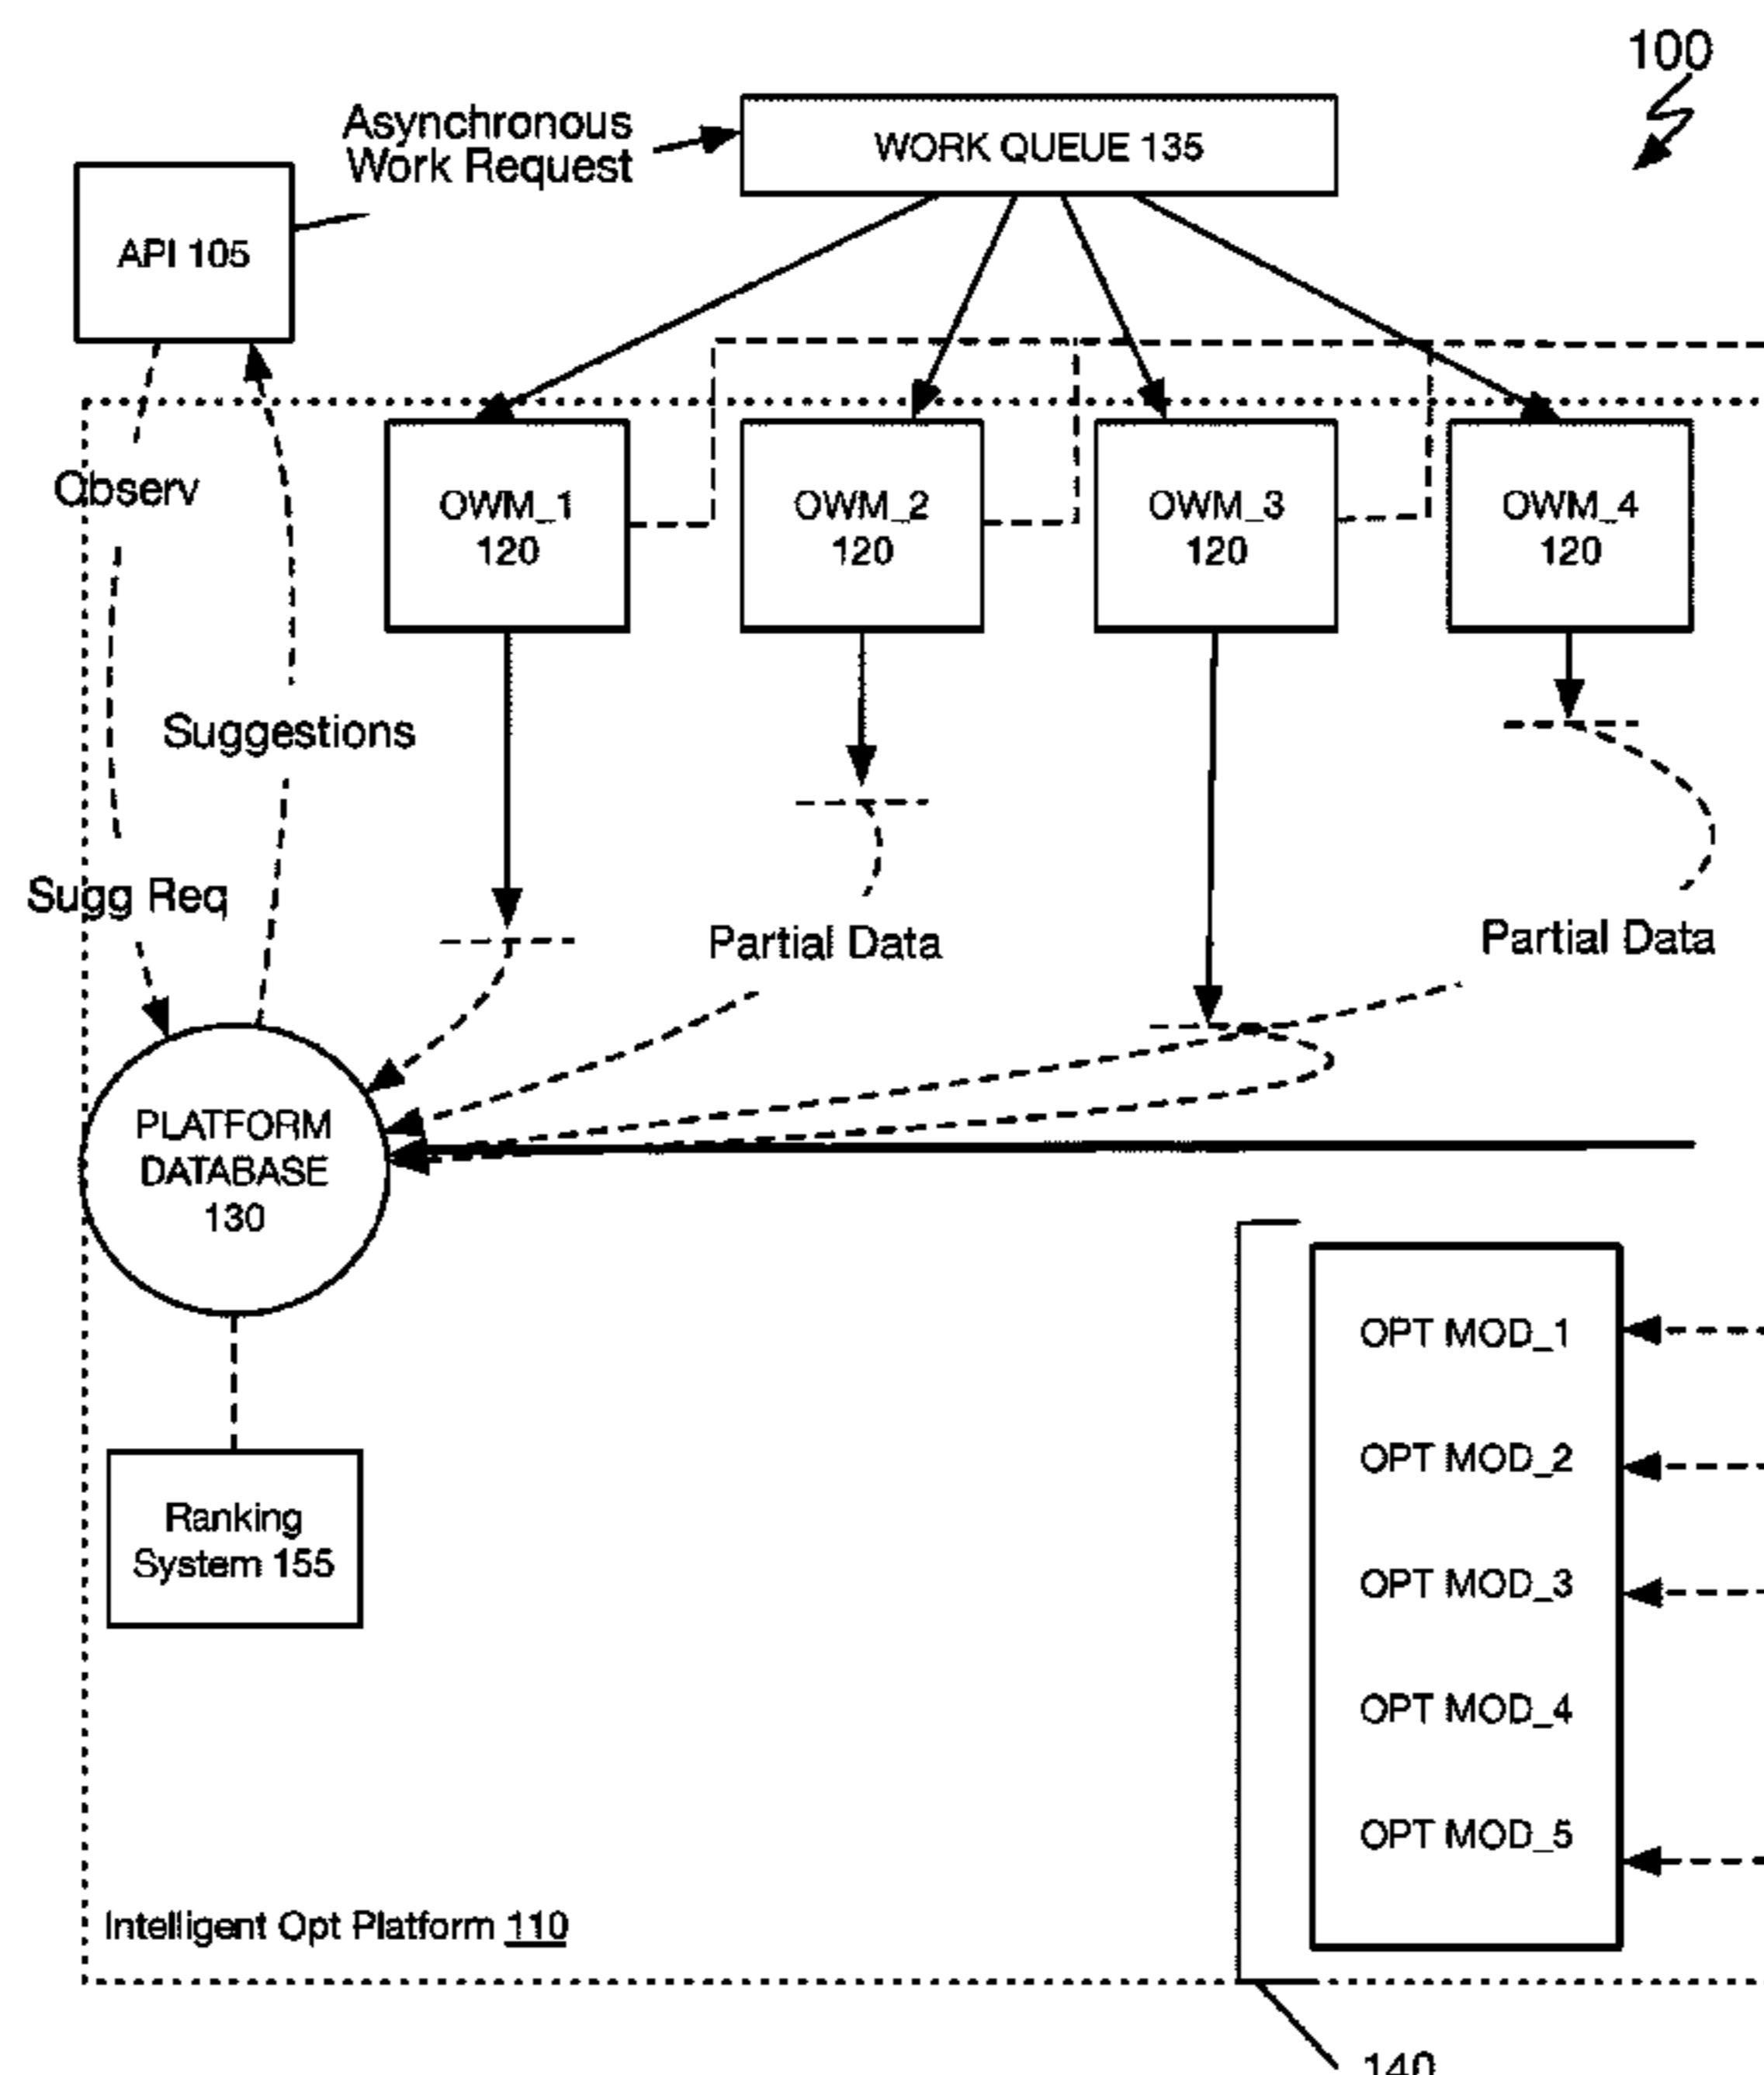 100
Asynchronous
Work Request
WORK QUEUE 135
API 105
Observ
OWM_1
120
OWM_2
120
OWM_3
120
OWM_4
120
Suggestions
Sugg Req
Partial Data
Partial Data
PLATFORM
DATABASE
130
OPT MOD_1
OPT MOD_2
OPT MOD_3
OPT MOD_4
OPT MOD_5
Ranking
System 155
Intelligent Opt Platform 110
140